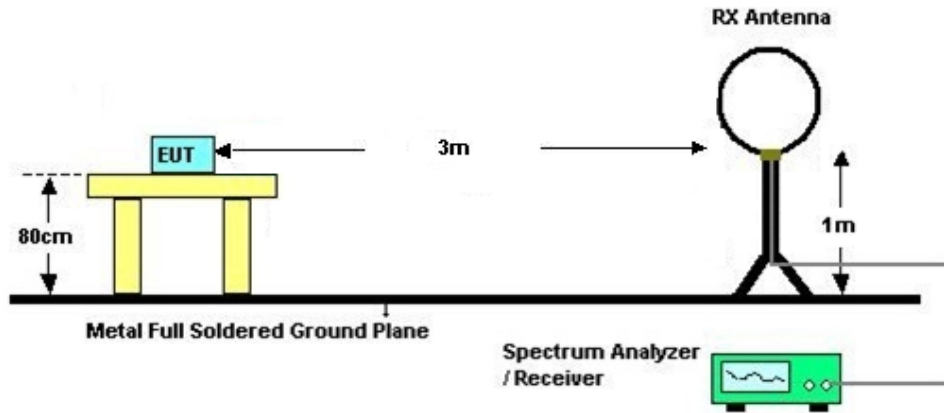 RX Antenna
EUT
3m
80cm
1m
Metal Full Soldered Ground Plane
Spectrum Analyzer
/ Receiver